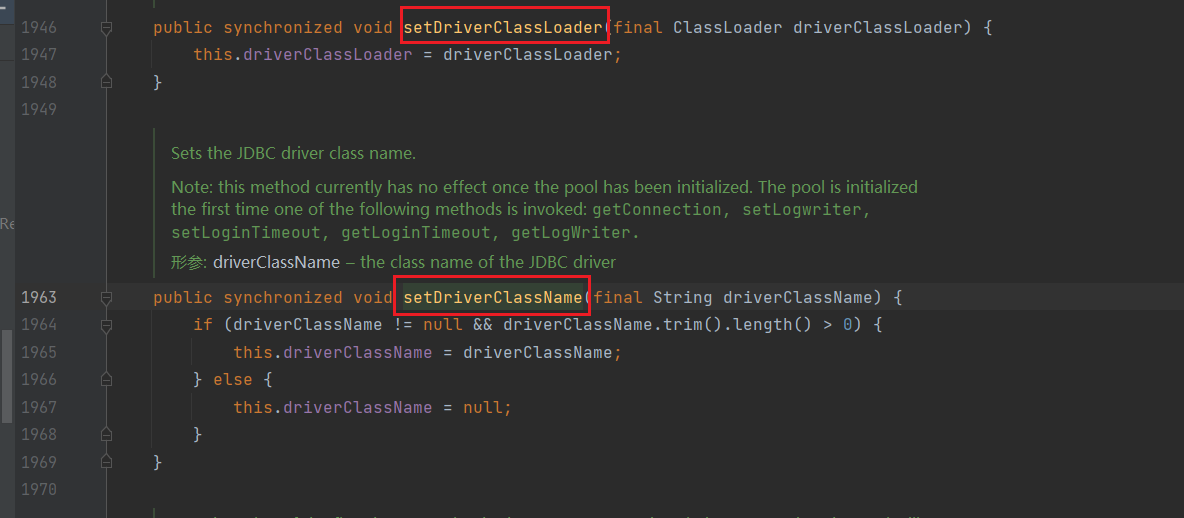 1946 public synchronized void setDriverClassLoader(final ClassLoader driverClassLoader) {
1947 this.driverClassLoader = driverClassLoader;
1948 }
1949
Sets the JDBC driver class name.
Note: this method currently has no effect once the pool has been initialized. The pool is initialized
the first time one of the following methods is invoked: getConnection, setLogwriter,
setLoginTimeout, getLoginTimeout, getLogWriter.
形参: driverClassName – the class name of the JDBC driver
Re
1963 public synchronized void setDriverClassName(final String driverClassName) {
1964 if (driverClassName != null && driverClassName.trim().length() > 0) {
1965 this.driverClassName = driverClassName;
1966 } else {
1967 this.driverClassName = null;
1968 }
1969 }
1970